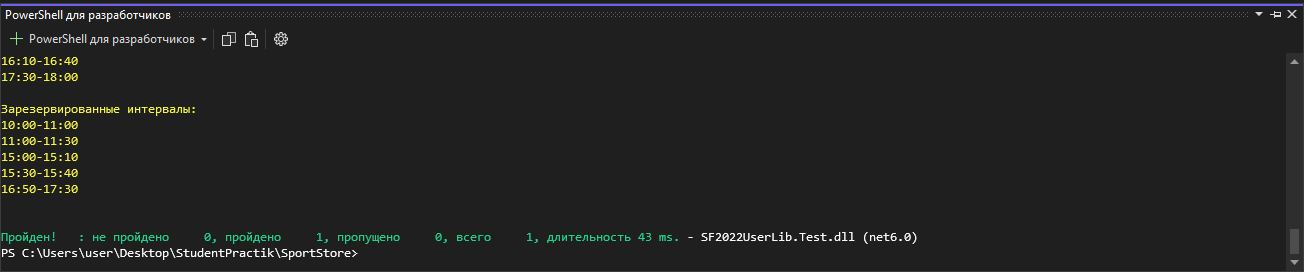 PowerShell для разработчиков
PowerShell для разработчиков
16:10-16:40
17:30-18:00
Зарезервированные интервалы:
10:00-11:00
11:00-11:30
15:00-15:10
15:30-15:40
16:50-17:30
Пройден!   : не пройдено     0, пройдено     1, пропущено     0, всего     1, длительность 43 ms. - SF2022UserLib.Test.dll (net6.0)
PS C:\Users\user\Desktop\StudentPractik\SportStore>